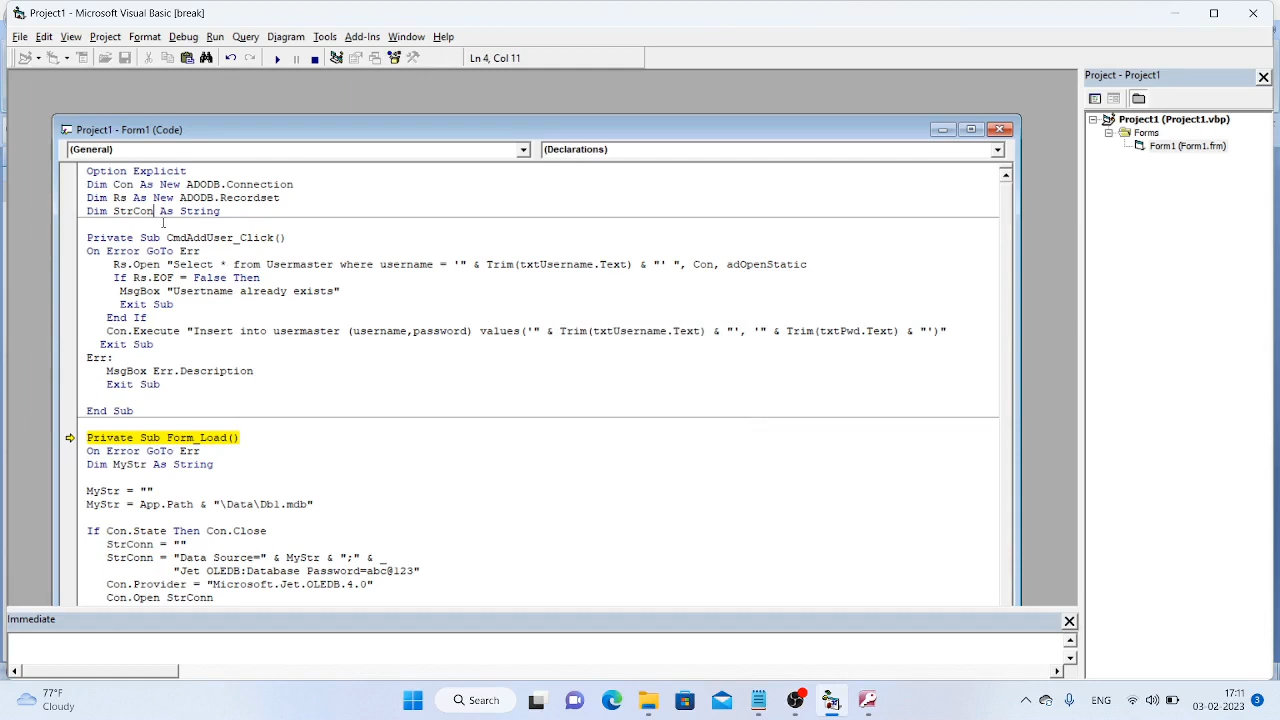 Project1 - Microsoft Visual Basic [break]
File Edit View Project Format Debug Run Query Diagram Tools Add-Ins Window Help
Ln 4, Col 11
Project - Project1
Project1 (Project1.vbp)
Forms
Form1 (Form1.frm)
Project1 - Form1 (Code)
(General) (Declarations)
Option Explicit
Dim Con As New ADODB.Connection
Dim Rs As New ADODB.Recordset
Dim StrCon As String
Private Sub CmdAddUser_Click()
On Error GoTo Err
Rs.Open "Select * from Usermaster where username = '" & Trim(txtUsername.Text) & "' ", Con, adOpenStatic
If Rs.EOF = False Then
MsgBox "Usertname already exists"
Exit Sub
End If
Con.Execute "Insert into usermaster (username,password) values('" & Trim(txtUsername.Text) & "', '" & Trim(txtPwd.Text) & "')"
Exit Sub
Err:
MsgBox Err.Description
Exit Sub
End Sub
Private Sub Form_Load()
On Error GoTo Err
Dim MyStr As String
MyStr = ""
MyStr = App.Path & "\Data\Db1.mdb"
If Con.State Then Con.Close
StrConn = ""
StrConn = "Data Source=" & MyStr & ";" & _
"Jet OLEDB:Database Password=abc@123"
Con.Provider = "Microsoft.Jet.OLEDB.4.0"
Con.Open StrConn
Immediate
77°F
Cloudy
Search
ENG
17:11
03-02-2023
3